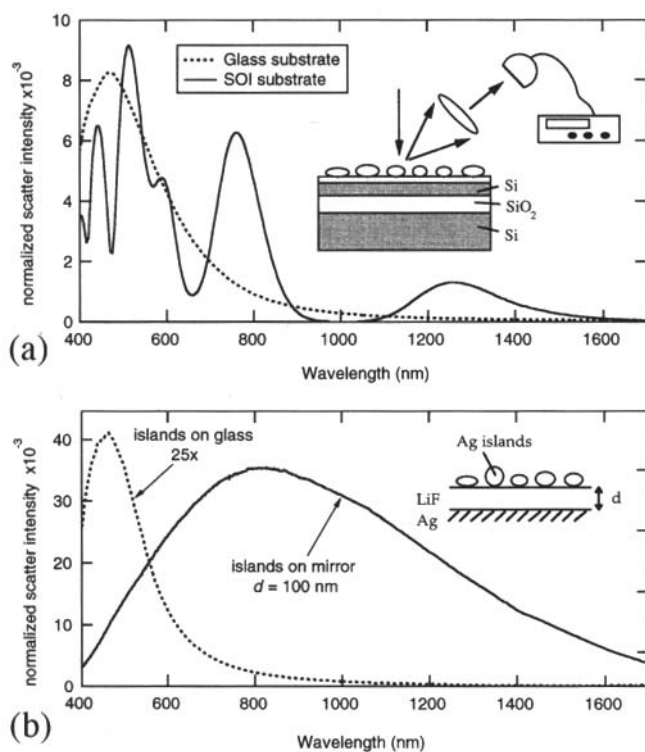 10
8
6
4
2
0
normalized scatter intensity x10⁻³
Glass substrate
SOI substrate
Si
SiO₂
Si
400 600 800 1000 1200 1400 1600
Wavelength (nm)
(a)
40
30
20
10
0
normalized scatter intensity x10⁻³
islands on glass
25x
Ag islands
LiF
d
Ag
islands on mirror
d = 100 nm
400 600 800 1000 1200 1400 1600
Wavelength (nm)
(b)